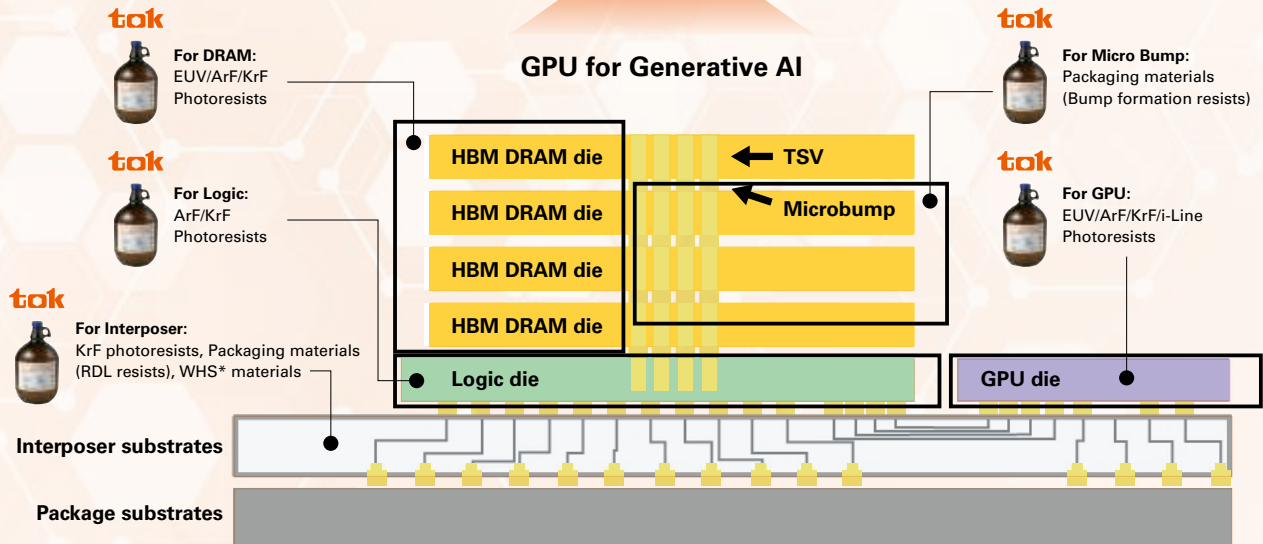 tok
For DRAM:
EUV/ArF/KrF
Photoresists
tok
For Logic:
ArF/KrF
Photoresists
tok
For Interposer:
KrF photoresists, Packaging materials
(RDL resists), WHS* materials
GPU for Generative AI
tok
For Micro Bump:
Packaging materials
(Bump formation resists)
tok
For GPU:
EUV/ArF/KrF/i-Line
Photoresists
HBM DRAM die
TSV
HBM DRAM die
Microbump
HBM DRAM die
HBM DRAM die
Logic die
GPU die
Interposer substrates
Package substrates